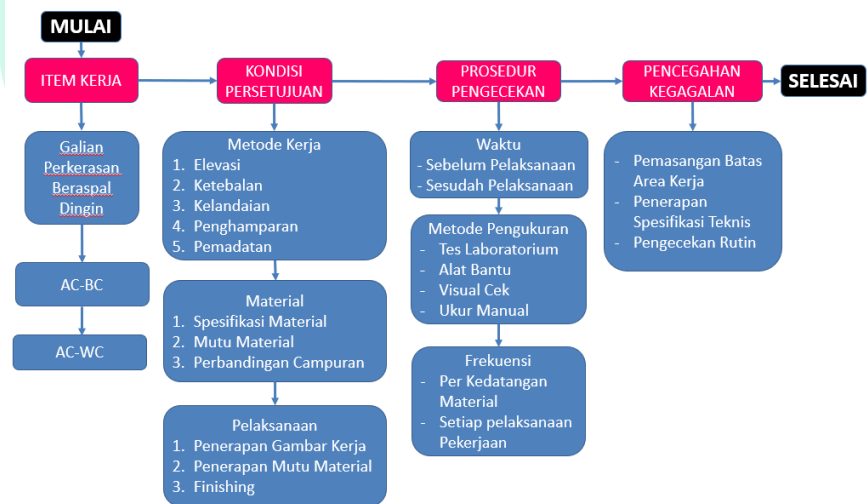 MULAI
ITEM KERJA
KONDISI
PERSETUJUAN
PROSEDUR
PENGECEKAN
PENCEGAHAN
KEGAGALAN
SELESAI
Galian
Perkerasan
Beraspal
Dingin
AC-BC
AC-WC
Metode Kerja
1. Elevasi
2. Ketebalan
3. Kelandaian
4. Penghamparan
5. Pemadatan
Material
1. Spesifikasi Material
2. Mutu Material
3. Perbandingan Campuran
Pelaksanaan
1. Penerapan Gambar Kerja
2. Penerapan Mutu Material
3. Finishing
Waktu
- Sebelum Pelaksanaan
- Sesudah Pelaksanaan
Metode Pengukuran
- Tes Laboratorium
- Alat Bantu
- Visual Cek
- Ukur Manual
Frekuensi
- Per Kedatangan
Material
- Setiap pelaksanaan
Pekerjaan
- Pemasangan Batas
Area Kerja
- Penerapan
Spesifikasi Teknis
- Pengecekan Rutin